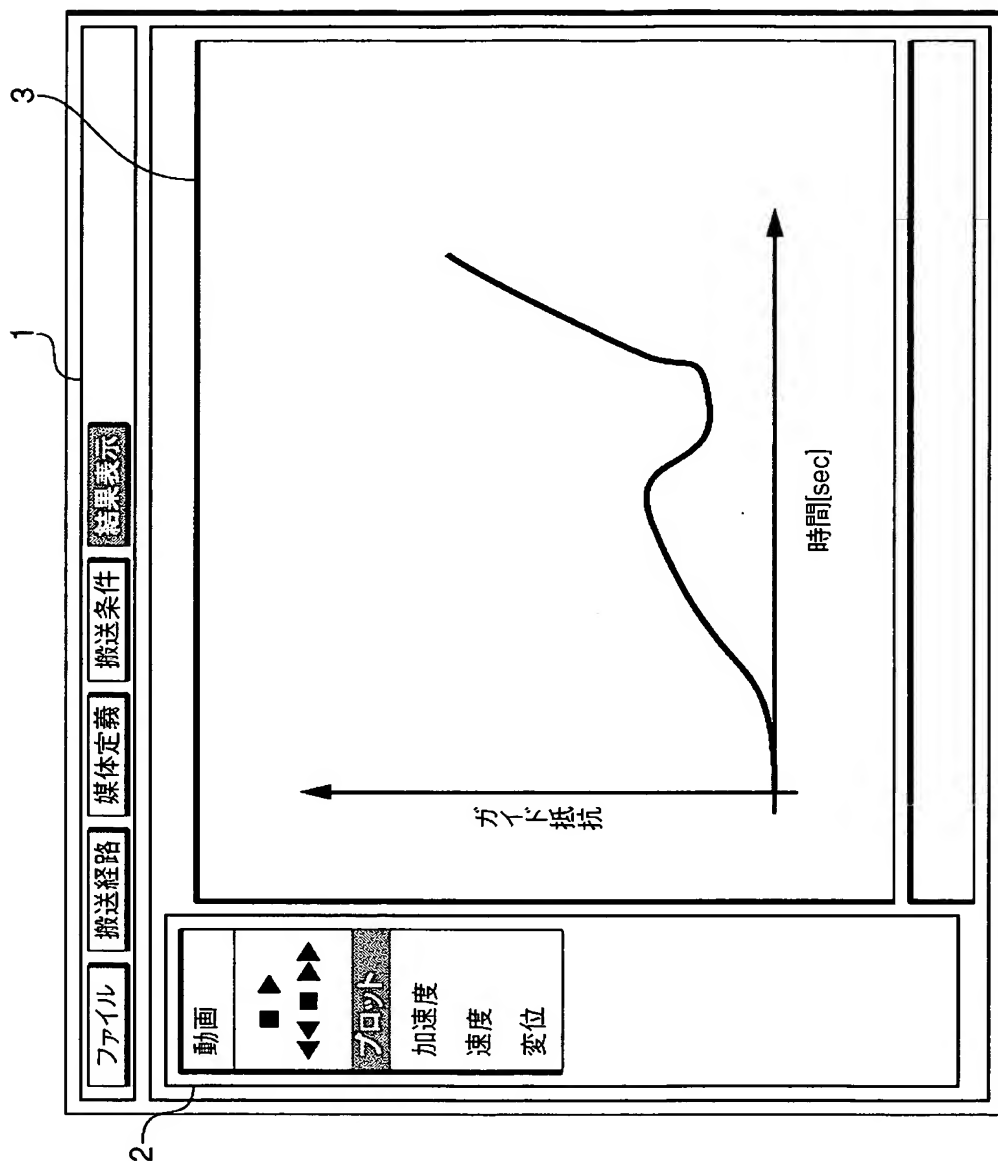 1
3
ファイル 搬送経路 媒体定義 搬送条件 結果表示
2
動画
■ ▶
◀◀ ■ ▶▶
プロット
加速度
速度
変位
ガイド抵抗
時間[sec]